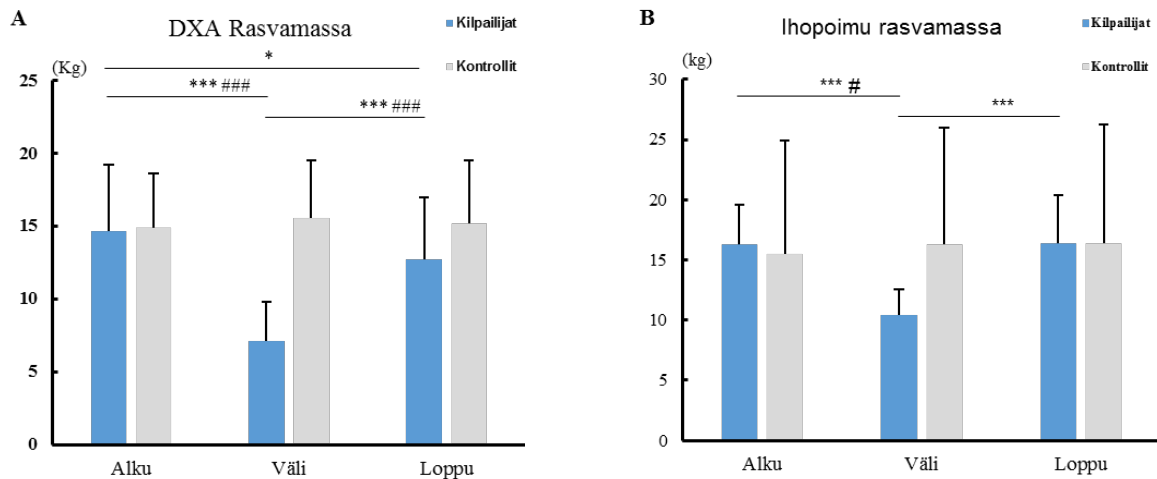 A
DXA Rasvamassa
(Kg)
Kilpailijat
Kontrollit
*
*** ###
*** ###
25
20
15
10
5
0
Alku
Väli
Loppu
B
Ihopoimu rasvamassa
(kg)
Kilpailijat
Kontrollit
*** #
***
30
25
20
15
10
5
0
Alku
Väli
Loppu